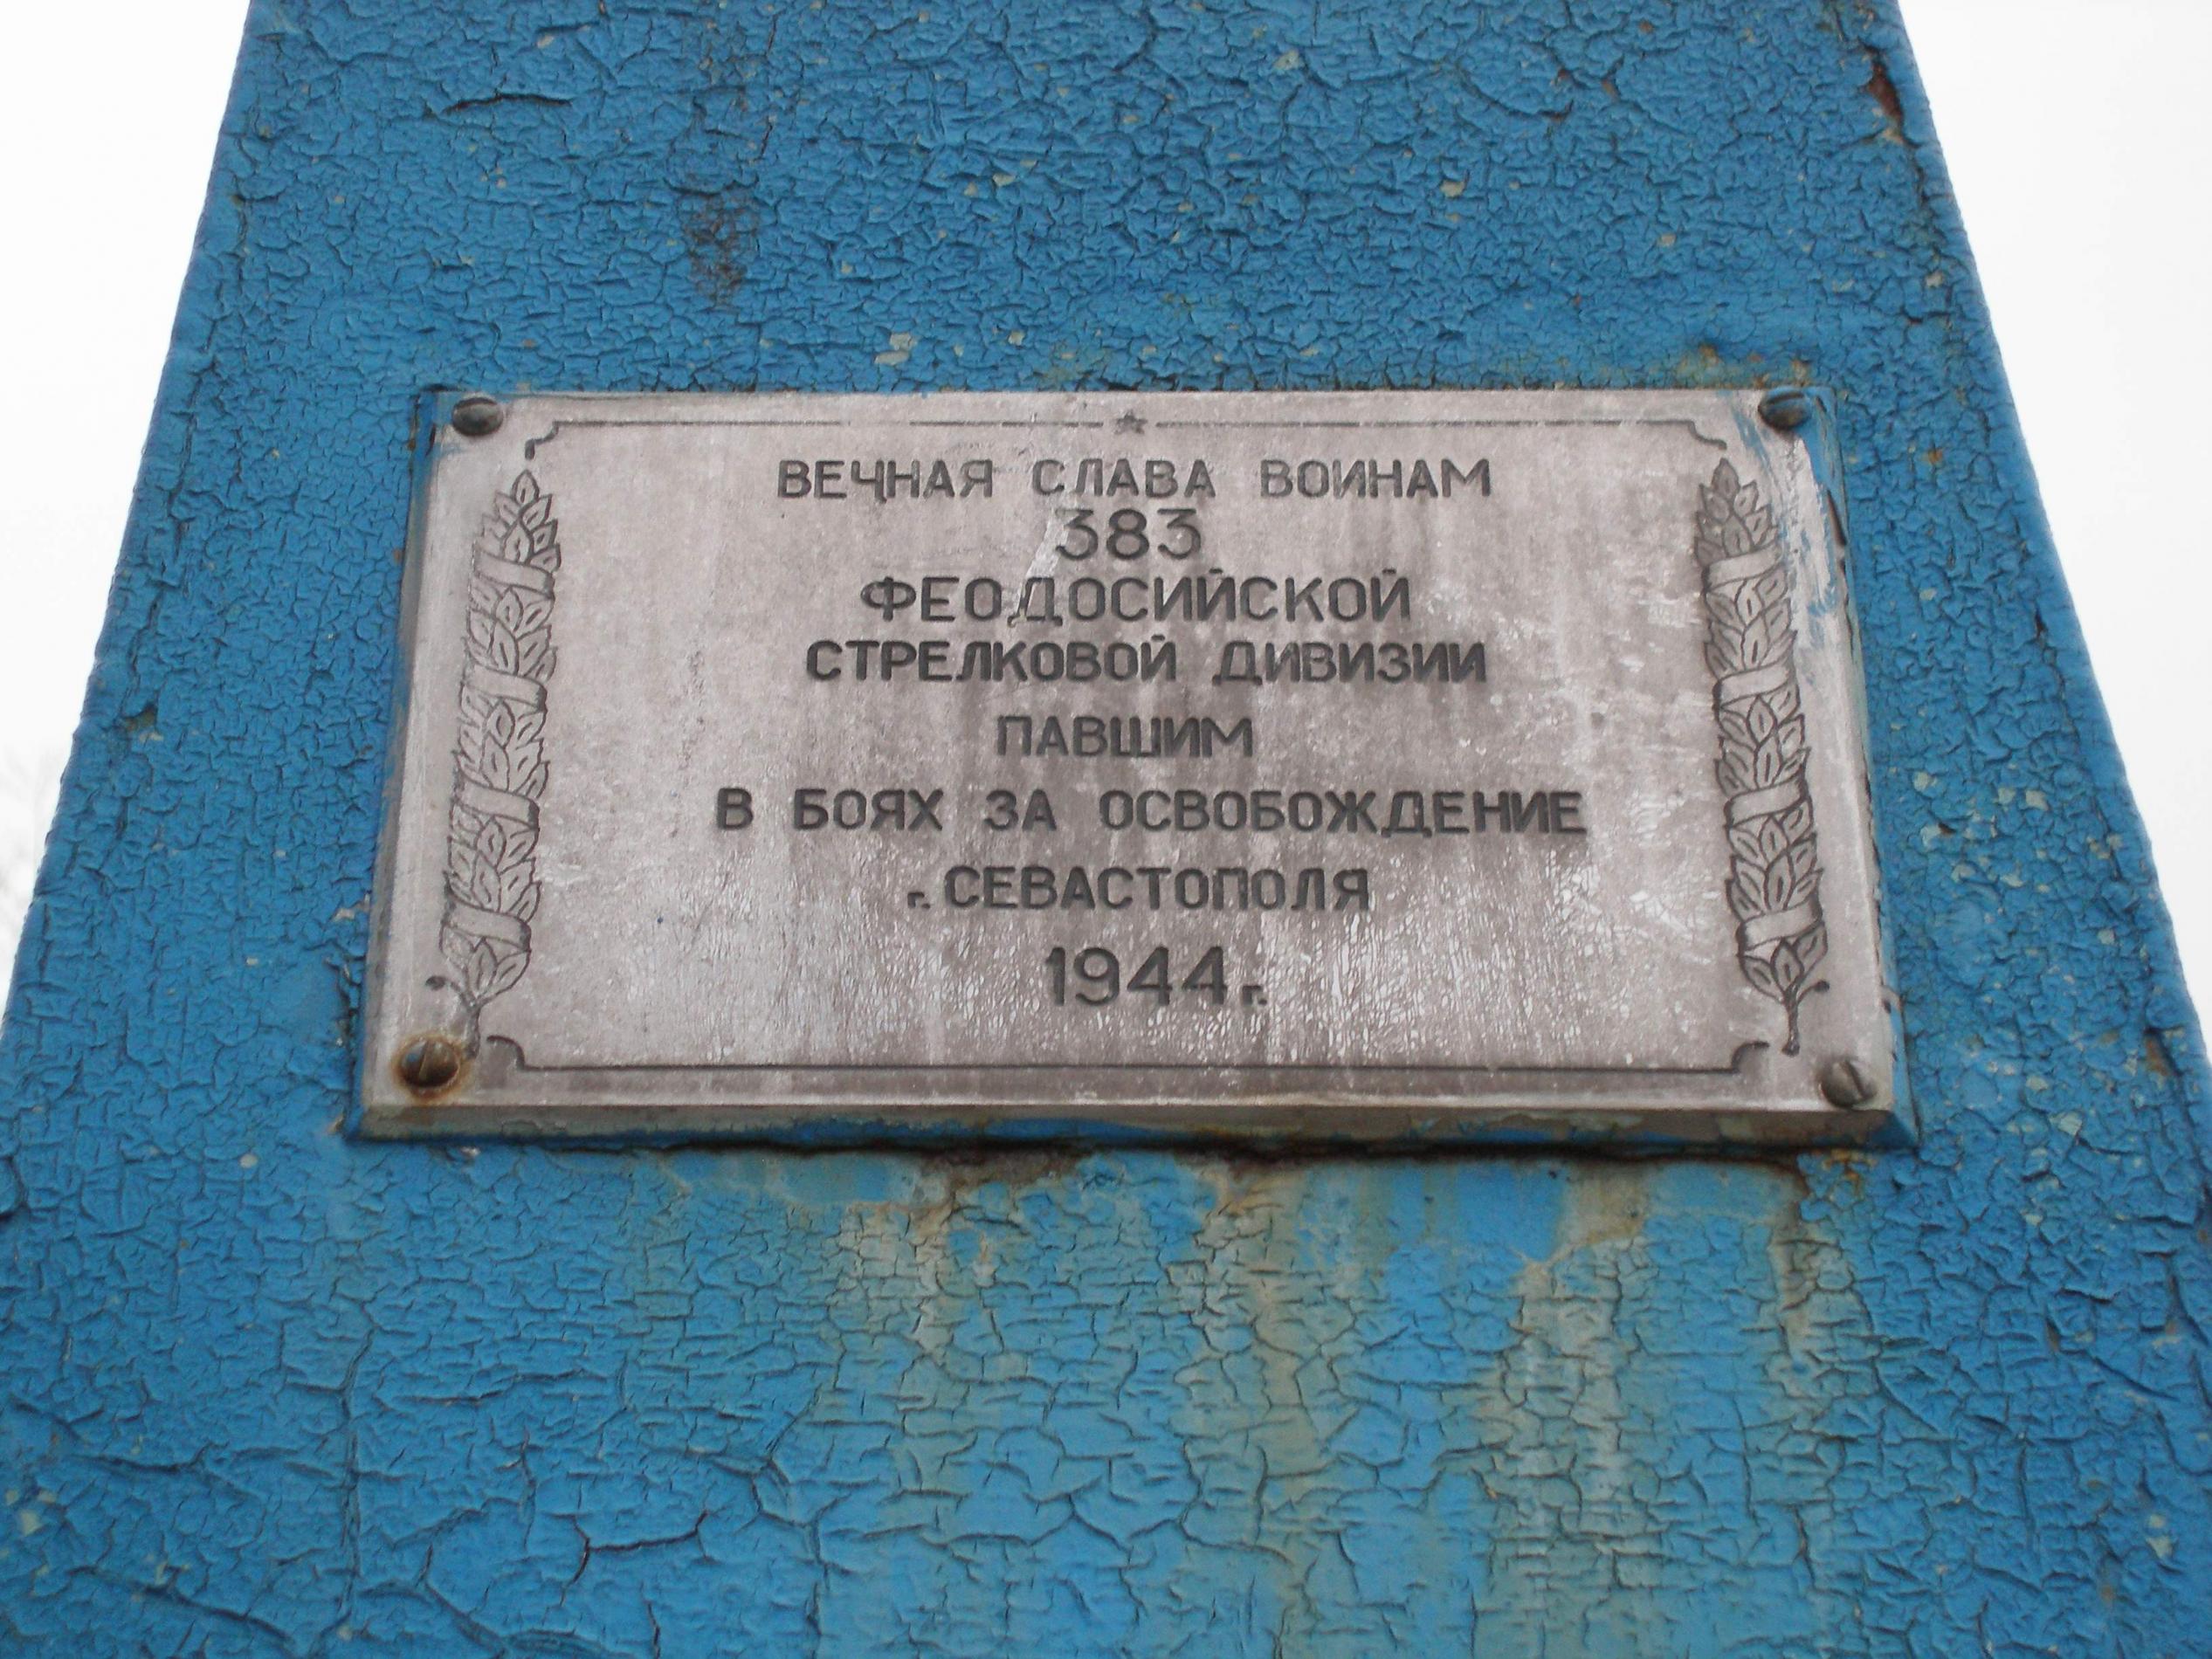 ВЕЧНАЯ СЛАВА ВОИНАМ
383
ФЕОДОСИЙСКОЙ
СТРЕЛКОВОЙ ДИВИЗИИ
ПАВШИМ
В БОЯХ ЗА ОСВОБОЖДЕНИЕ
г. СЕВАСТОПОЛЯ
1944 г.